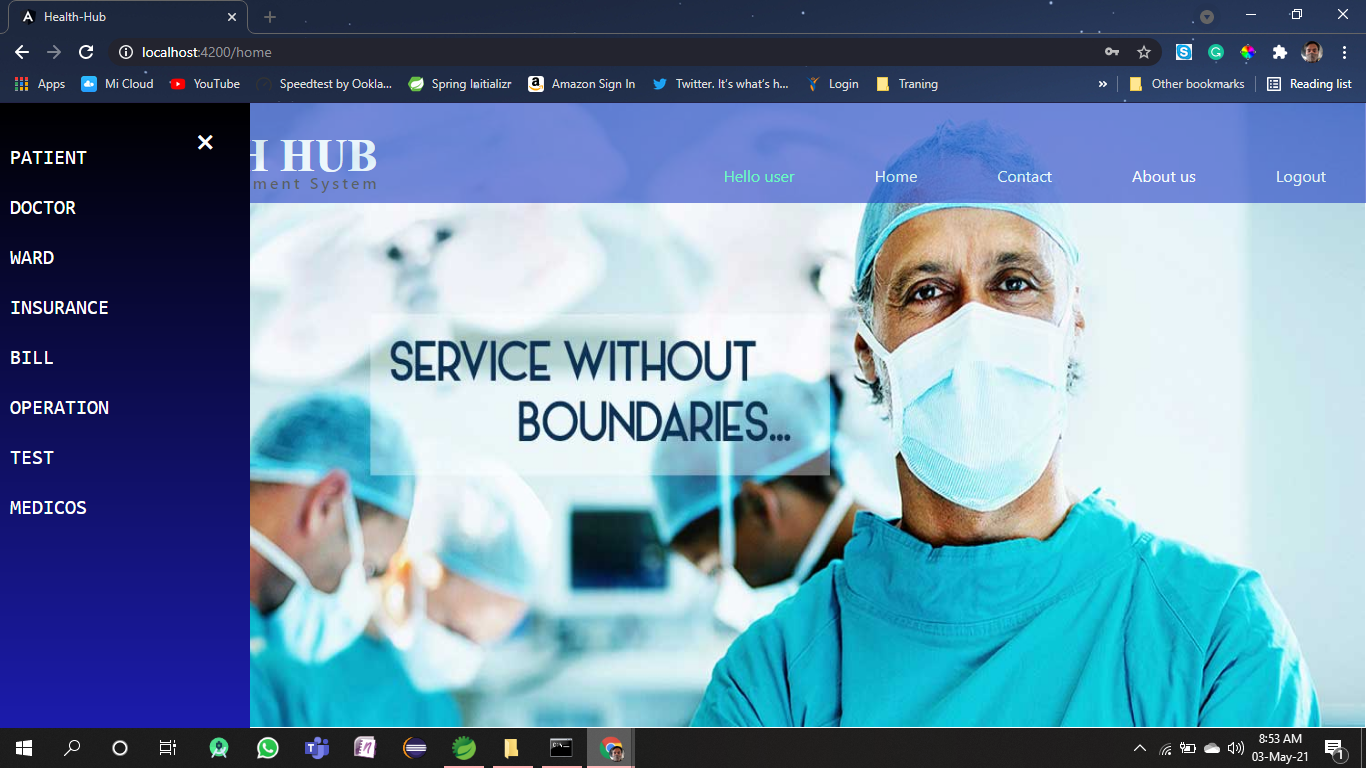 Health-Hub
localhost:4200/home
Apps
Mi Cloud
YouTube
Speedtest by Ookla...
Spring Initializr
Amazon Sign In
Twitter. It's what's h...
Login
Traning
»
Other bookmarks
Reading list
H HUB
ment System
Hello user
Home
Contact
About us
Logout
PATIENT
DOCTOR
WARD
INSURANCE
BILL
OPERATION
TEST
MEDICOS
SERVICE WITHOUT
BOUNDARIES...
8:53 AM
03-May-21
1